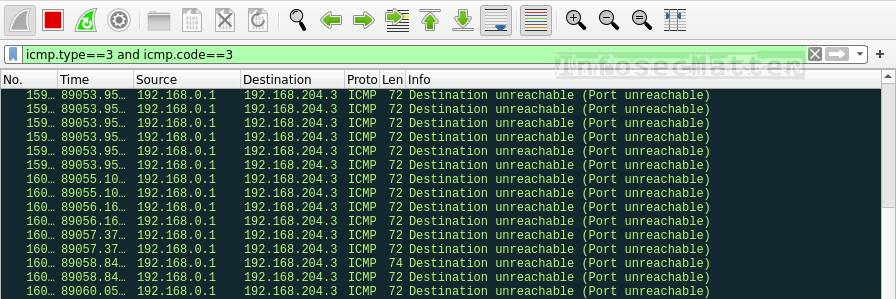 icmp.type==3 and icmp.code==3
InfosecMatter
No. Time Source Destination Proto Len Info
159… 89053.95… 192.168.0.1 192.168.204.3 ICMP 72 Destination unreachable (Port unreachable)
159… 89053.95… 192.168.0.1 192.168.204.3 ICMP 72 Destination unreachable (Port unreachable)
159… 89053.95… 192.168.0.1 192.168.204.3 ICMP 72 Destination unreachable (Port unreachable)
159… 89053.95… 192.168.0.1 192.168.204.3 ICMP 72 Destination unreachable (Port unreachable)
159… 89053.95… 192.168.0.1 192.168.204.3 ICMP 72 Destination unreachable (Port unreachable)
159… 89053.95… 192.168.0.1 192.168.204.3 ICMP 72 Destination unreachable (Port unreachable)
160… 89055.10… 192.168.0.1 192.168.204.3 ICMP 72 Destination unreachable (Port unreachable)
160… 89056.16… 192.168.0.1 192.168.204.3 ICMP 72 Destination unreachable (Port unreachable)
160… 89056.16… 192.168.0.1 192.168.204.3 ICMP 72 Destination unreachable (Port unreachable)
160… 89056.16… 192.168.0.1 192.168.204.3 ICMP 72 Destination unreachable (Port unreachable)
160… 89057.37… 192.168.0.1 192.168.204.3 ICMP 72 Destination unreachable (Port unreachable)
160… 89057.37… 192.168.0.1 192.168.204.3 ICMP 72 Destination unreachable (Port unreachable)
160… 89058.84… 192.168.0.1 192.168.204.3 ICMP 74 Destination unreachable (Port unreachable)
160… 89058.84… 192.168.0.1 192.168.204.3 ICMP 72 Destination unreachable (Port unreachable)
160… 89060.05… 192.168.0.1 192.168.204.3 ICMP 72 Destination unreachable (Port unreachable)